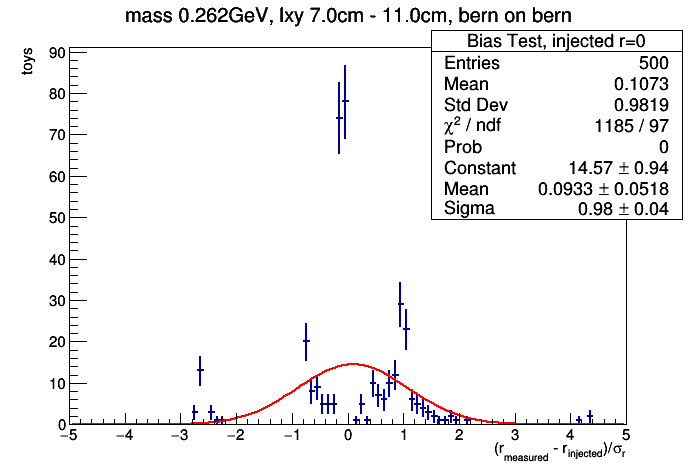 mass 0.262GeV, lxy 7.0cm - 11.0cm, bern on bern
Bias Test, injected r=0
Entries 500
Mean 0.1073
Std Dev 0.9819
χ² / ndf 1185 / 97
Prob 0
Constant 14.57 ± 0.94
Mean 0.0933 ± 0.0518
Sigma 0.98 ± 0.04
toys
90
80
70
60
50
40
30
20
10
0
−5 −4 −3 −2 −1 0 1 2 3 4 5
(r_measured - r_injected)/σ_r